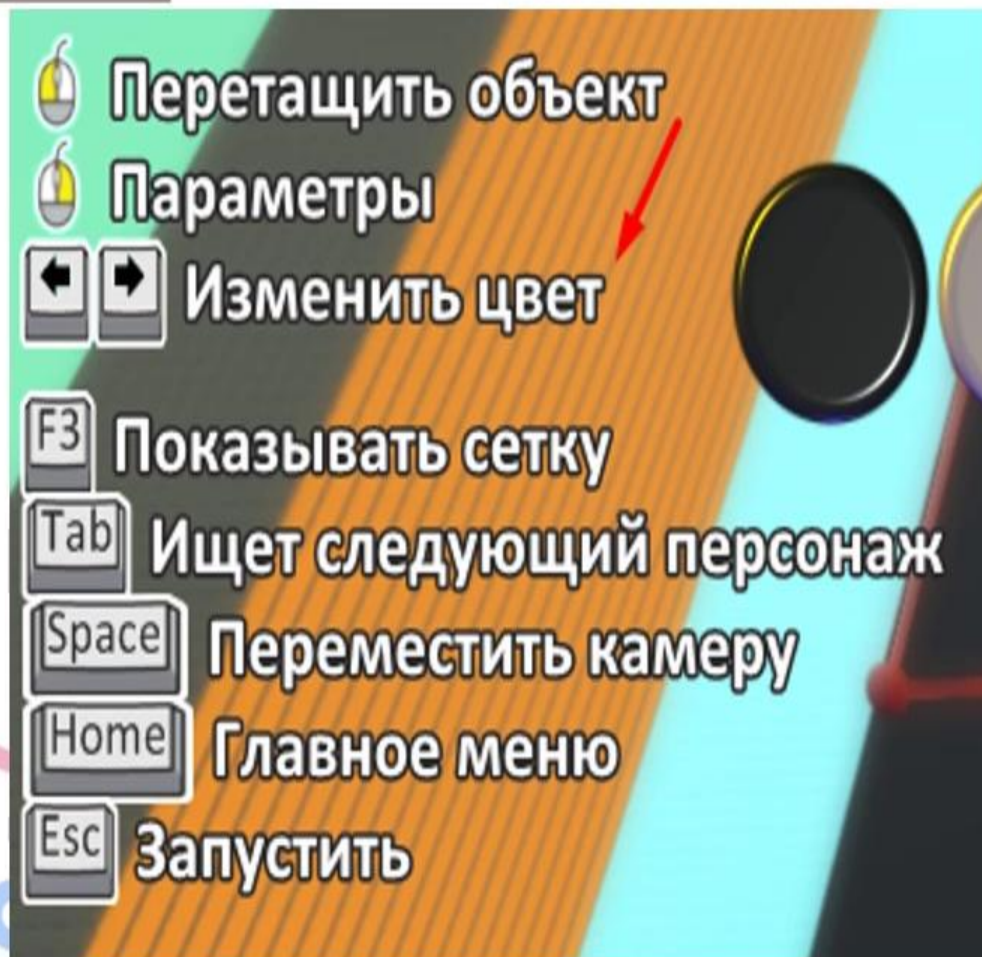 Перетащить объект
Параметры
Изменить цвет
F3 Показывать сетку
Tab Ищет следующий персонаж
Space Переместить камеру
Home Главное меню
Esc Запустить